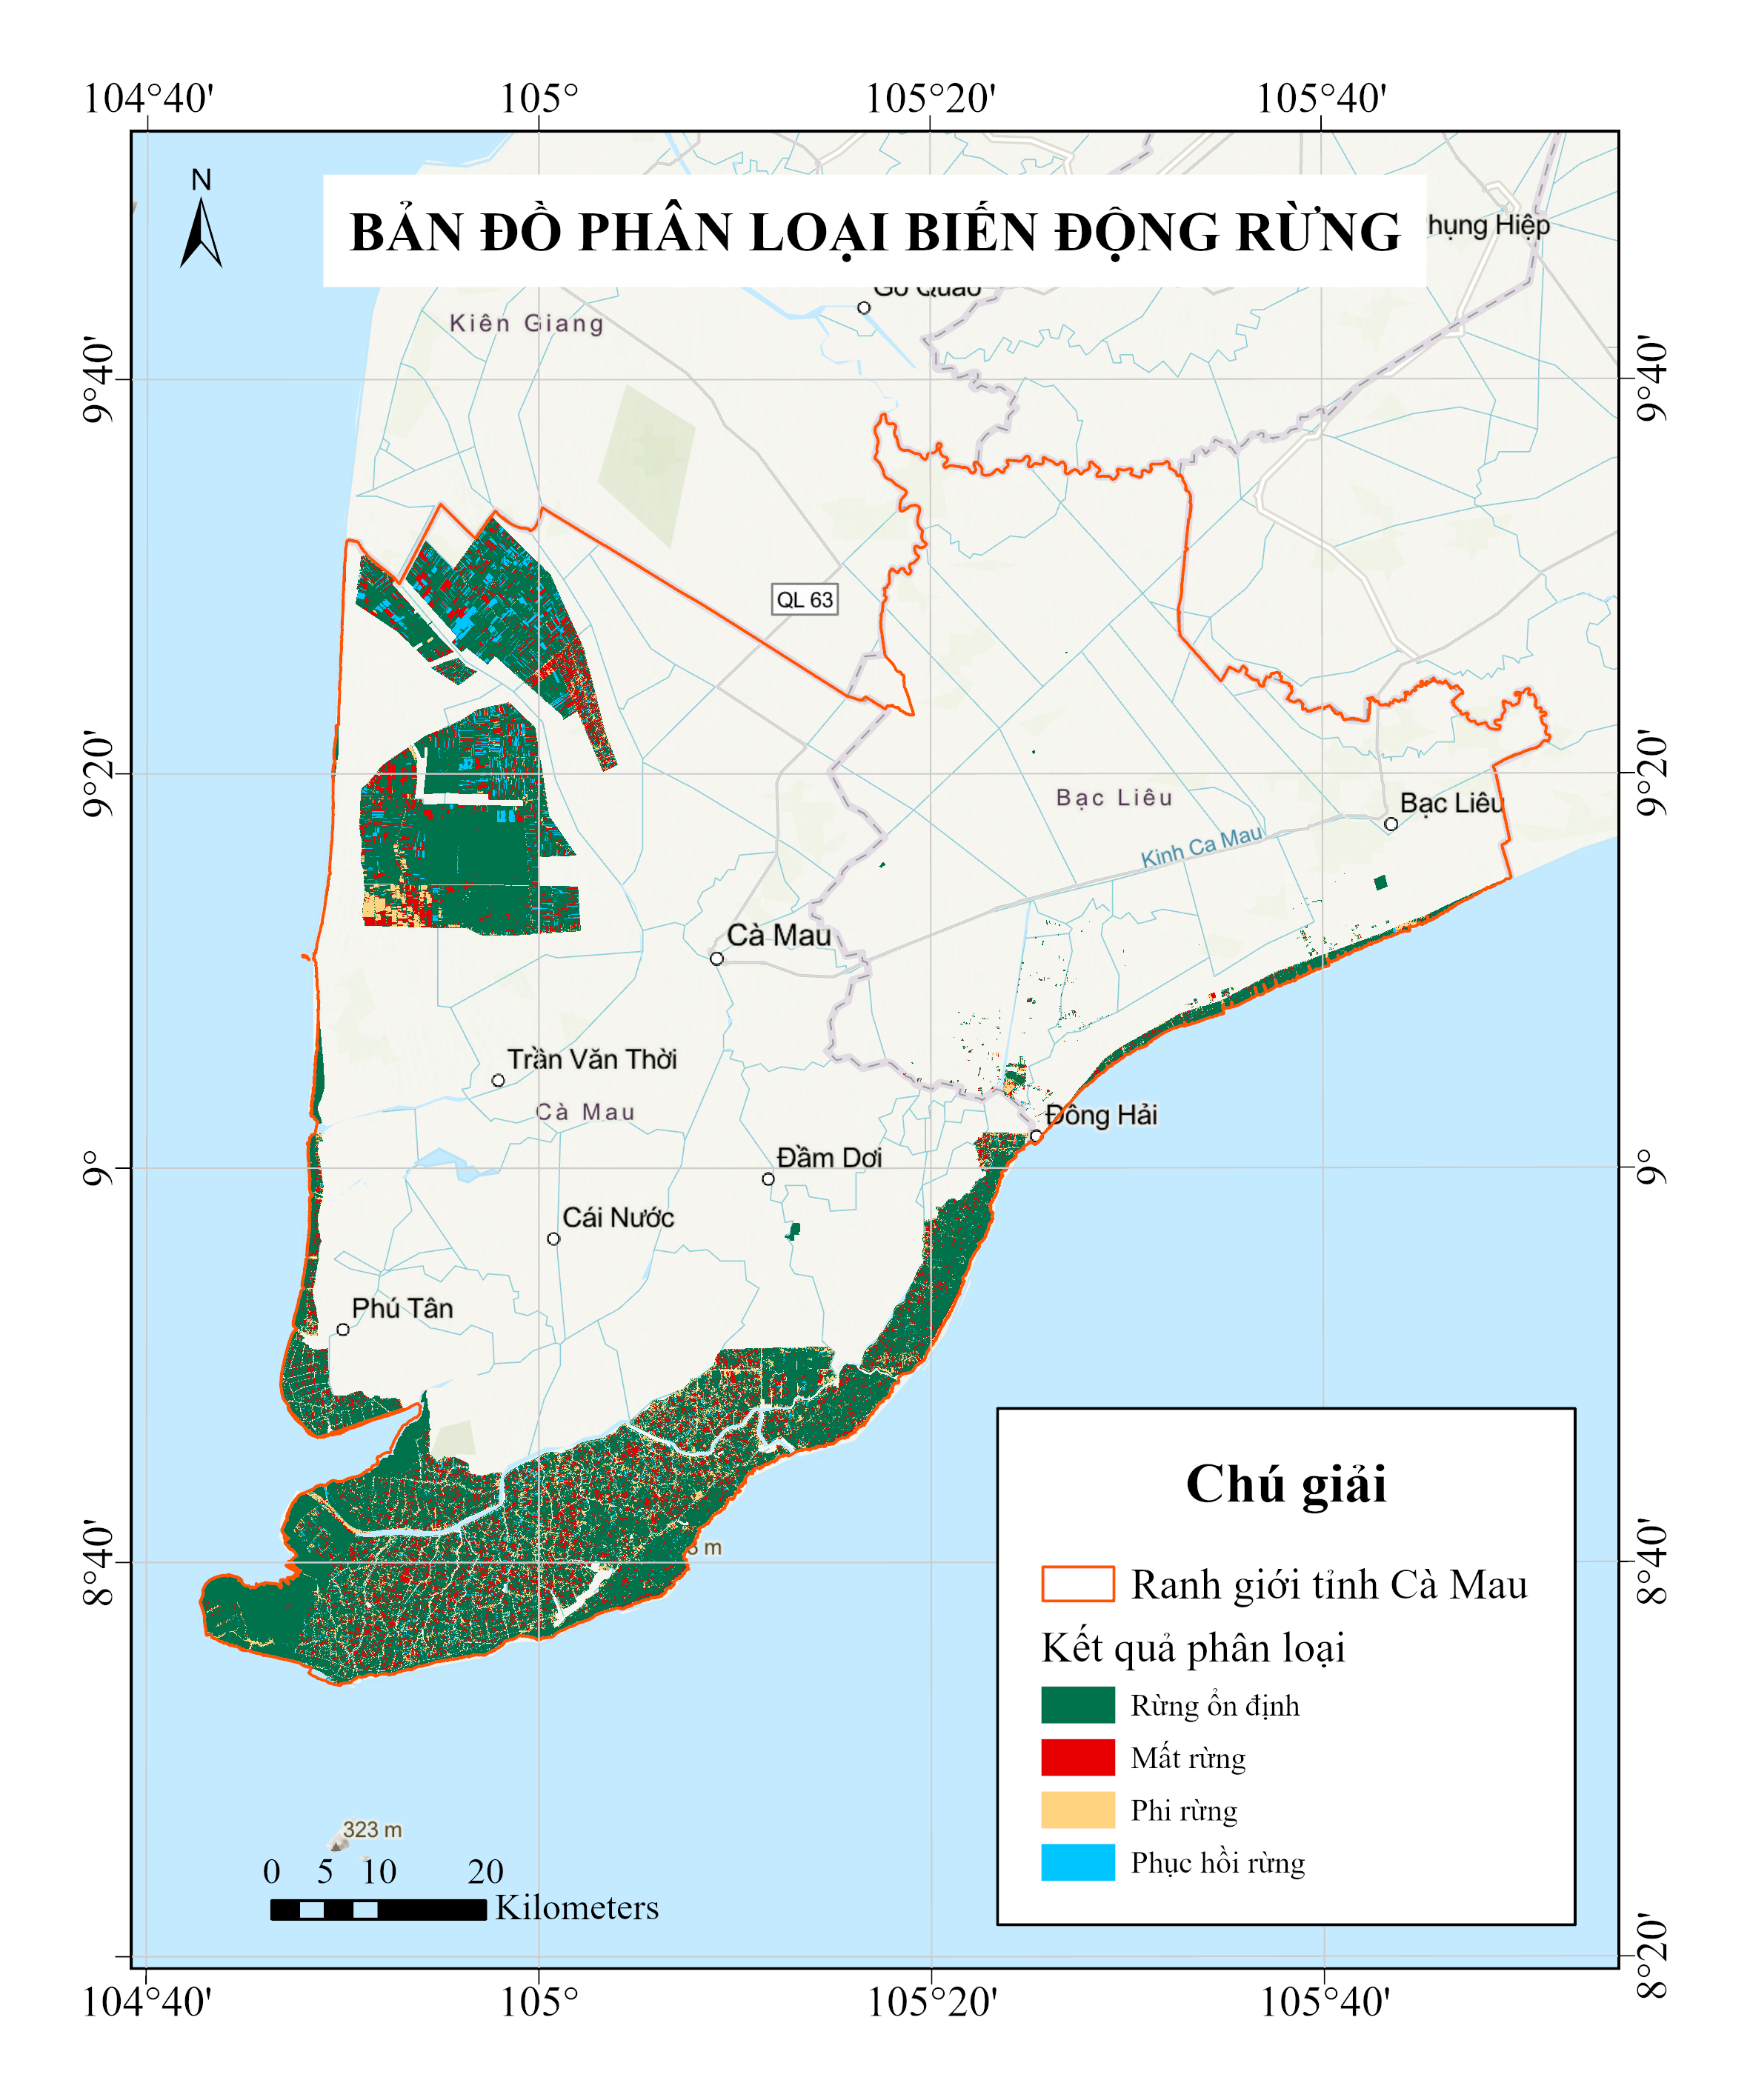 104°40' 105° 105°20' 105°40'
N
BẢN ĐỒ PHÂN LOẠI BIẾN ĐỘNG RỪNG
hụng Hiệp
Gò Quao
Kiên Giang
9°40' 9°40'
QL 63
9°20' 9°20'
Bạc Liêu
Bạc Liêu
Kinh Ca Mau
Cà Mau
Trần Văn Thời
Cà Mau
Đông Hải
Đầm Dơi
9° 9°
Cái Nước
Phú Tân
m
8°40' 8°40'
Chú giải
Ranh giới tỉnh Cà Mau
Kết quả phân loại
Rừng ổn định
Mất rừng
Phi rừng
Phục hồi rừng
323 m
0 5 10 20
Kilometers
8°20'
104°40' 105° 105°20' 105°40'